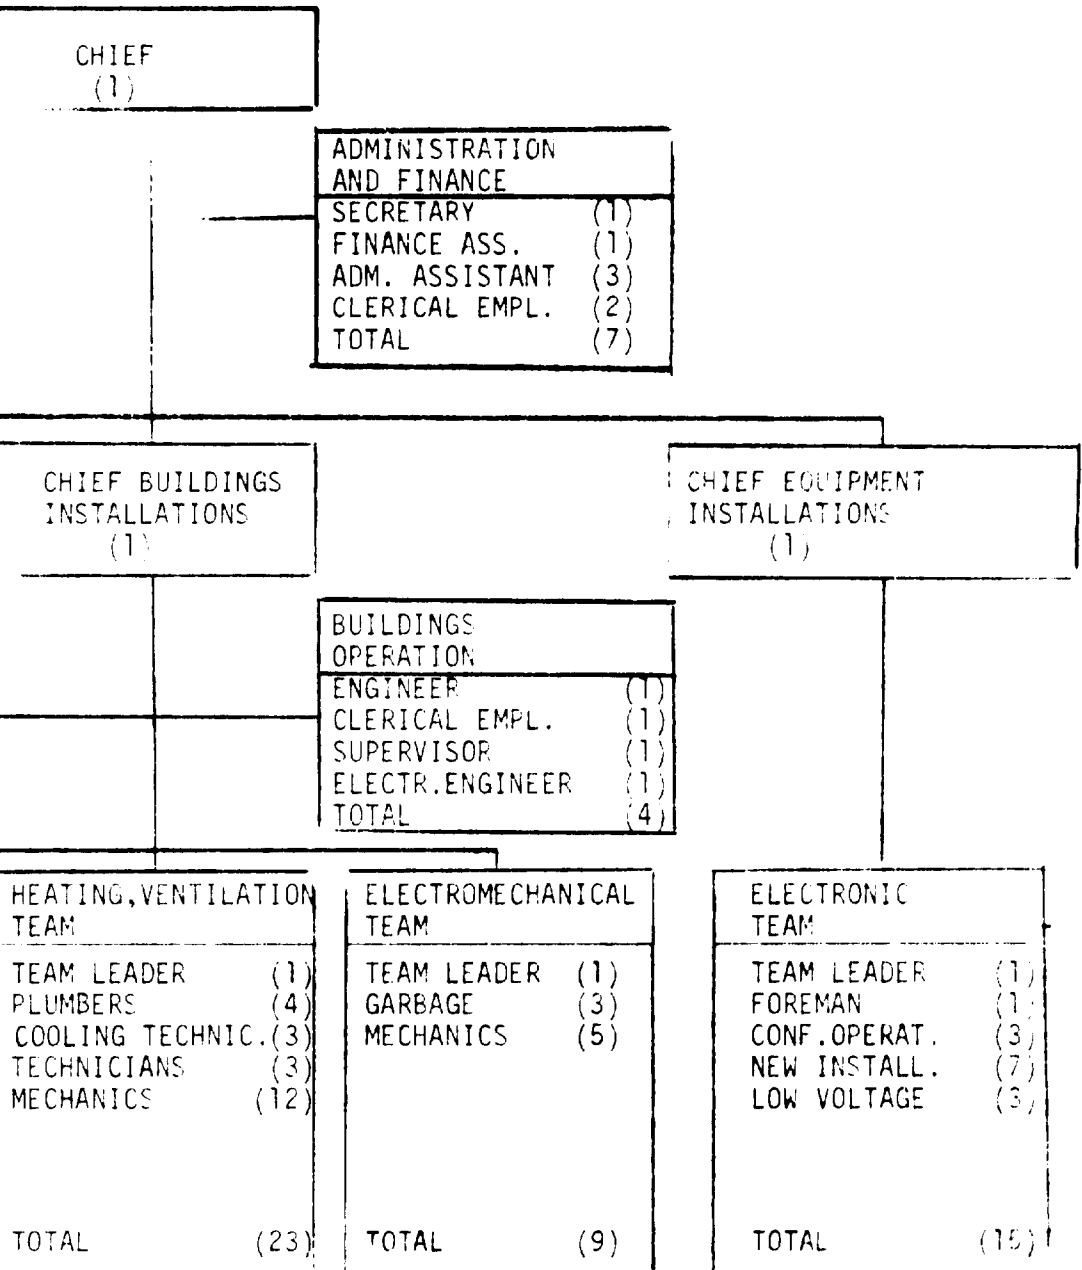 CHIEF
(1)
ADMINISTRATION
AND FINANCE
SECRETARY (1)
FINANCE ASS. (1)
ADM. ASSISTANT (3)
CLERICAL EMPL. (2)
TOTAL (7)
CHIEF BUILDINGS
INSTALLATIONS
(1)
CHIEF EQUIPMENT
INSTALLATIONS
(1)
BUILDINGS
OPERATION
ENGINEER (1)
CLERICAL EMPL. (1)
SUPERVISOR (1)
ELECTR.ENGINEER (1)
TOTAL (4)
HEATING,VENTILATION
TEAM
TEAM LEADER (1)
PLUMBERS (4)
COOLING TECHNIC.(3)
TECHNICIANS (3)
MECHANICS (12)
TOTAL (23)
ELECTROMECHANICAL
TEAM
TEAM LEADER (1)
GARBAGE (3)
MECHANICS (5)
TOTAL (9)
ELECTRONIC
TEAM
TEAM LEADER (1)
FOREMAN (1)
CONF.OPERAT. (3)
NEW INSTALL. (7)
LOW VOLTAGE (3)
TOTAL (15)